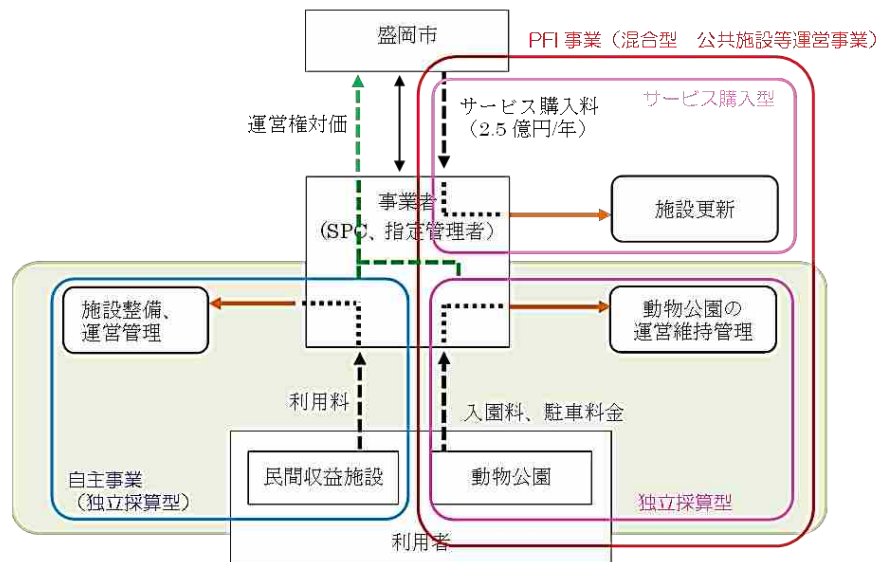 盛岡市
PFI 事業（混合型　公共施設等運営事業）
サービス購入型
運営権対価
サービス購入料
（2.5 億円/年）
事業者
(SPC、指定管理者）
施設更新
施設整備、
運営管理
動物公園の
運営維持管理
利用料
入園料、駐車料金
民間収益施設
動物公園
自主事業
（独立採算型）
独立採算型
利用者